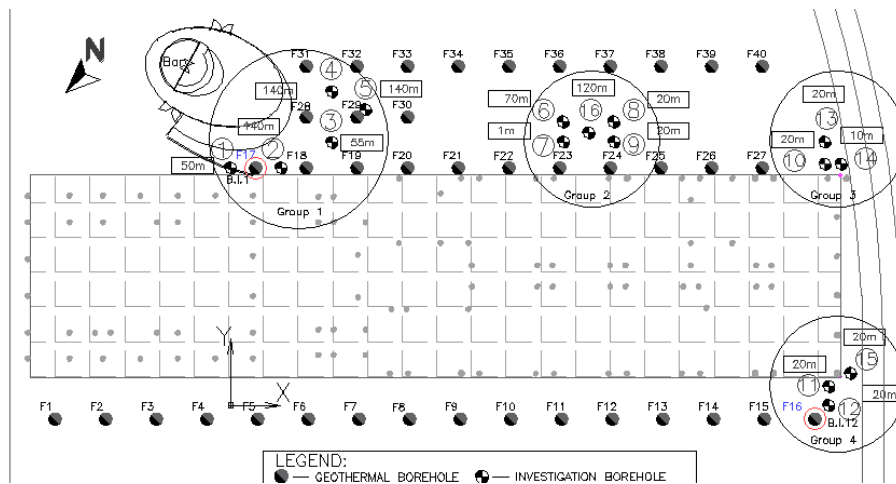 N
F31 F32 F33 F34 F35 F36 F37 F38 F39 F40
Bar
4
140m
5
140m
70m
120m
6 16 8
20m
20m
13
F28 F29 F30
3
140m
55m
1m
7 9
20m
20m
10m
10 14
1 2
50m
F17 F18 F19 F20 F21 F22 F23 F24 F25 F26 F27
B.I.1
Group 1
Group 2
Group 3
Y
X
20m
15
20m
11
20m
12
F1 F2 F3 F4 F5 F6 F7 F8 F9 F10 F11 F12 F13 F14 F15 F16
B.I.12
Group 4
LEGEND:
— GEOTHERMAL BOREHOLE — INVESTIGATION BOREHOLE